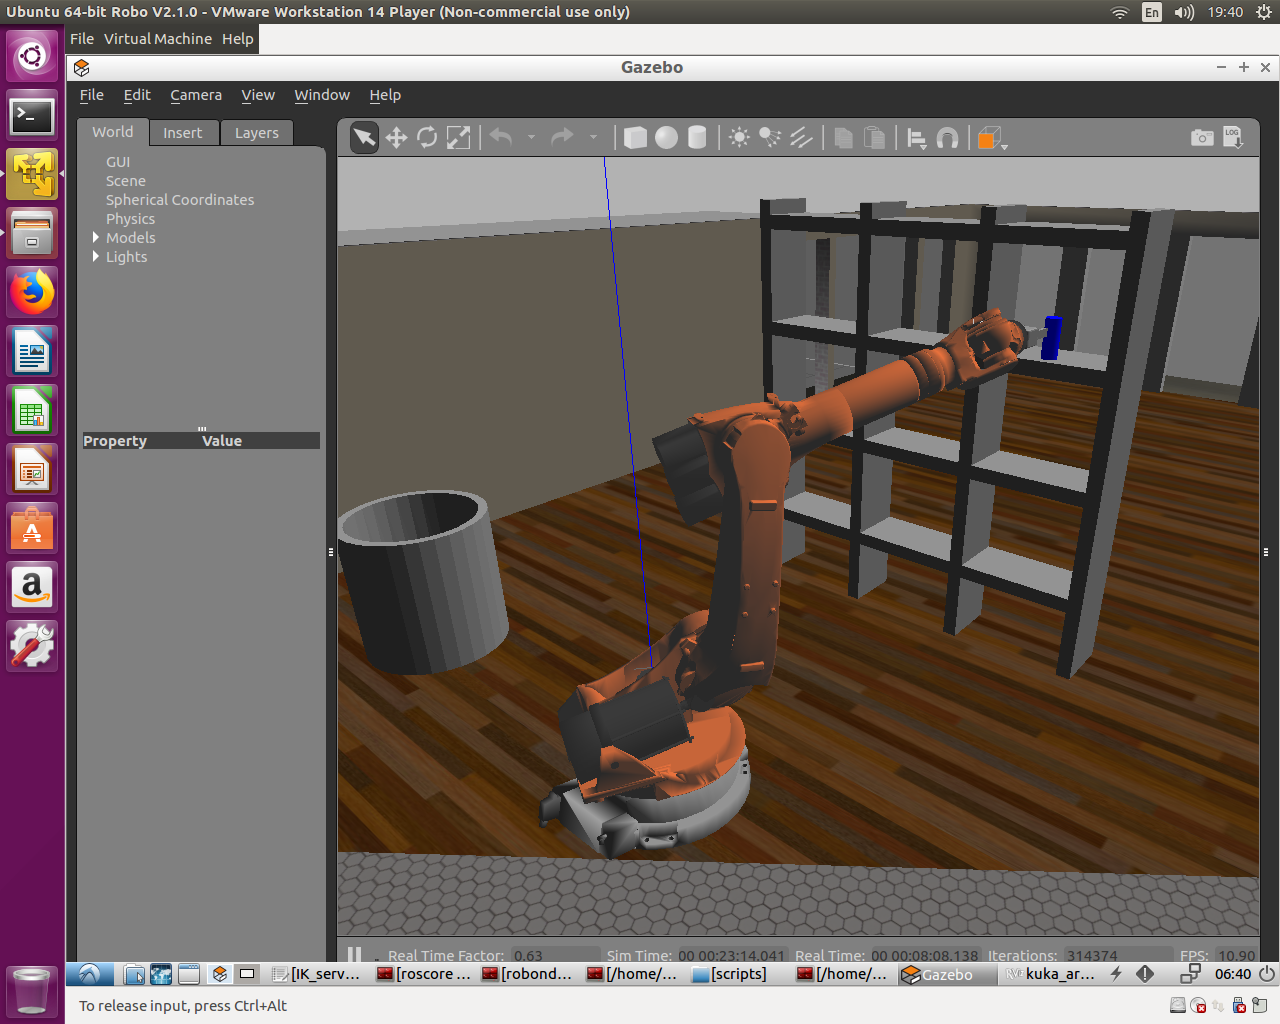 Ubuntu 64-bit Robo V2.1.0 - VMware Workstation 14 Player (Non-commercial use only)
En
19:40
File Virtual Machine Help
Gazebo
File Edit Camera View Window Help
World Insert Layers
LOG
GUI
Scene
Spherical Coordinates
Physics
Models
Lights
Property Value
Real Time Factor: 0.63 Sim Time: 00 00:23:14.041 Real Time: 00 00:08:08.138 Iterations: 314374 FPS: 10.90
[IK_serv... [roscore ... [robond... [/home/... [scripts] [/home/... Gazebo kuka_ar... 06:40
To release input, press Ctrl+Alt